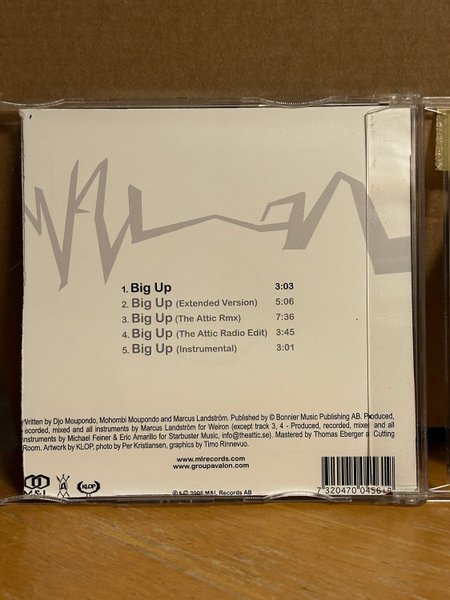 1. Big Up 3:03
2. Big Up (Extended Version) 5:06
3. Big Up (The Attic Rmx) 7:36
4. Big Up (The Attic Radio Edit) 3:45
5. Big Up (Instrumental) 3:01
Written by Djo Moupondo, Mohombi Moupondo and Marcus Landström. Published by © Bonnier Music Publishing AB. Produced,
recorded, mixed and all instruments by Marcus Landström for Weiron (except track 3, 4 - Produced, recorded, mixed and all
instruments by Michael Feiner & Eric Amarillo for Starbuster Music, info@theattic.se). Mastered by Thomas Eberger @ Cutting
Room. Artwork by KLOP, photo by Per Kristiansen, graphics by Timo Rinnevuo.
www.mlrecords.com
www.groupavalon.com
M&L KLOP ℗ & © 2005 M&L Records AB
7 320470 04561